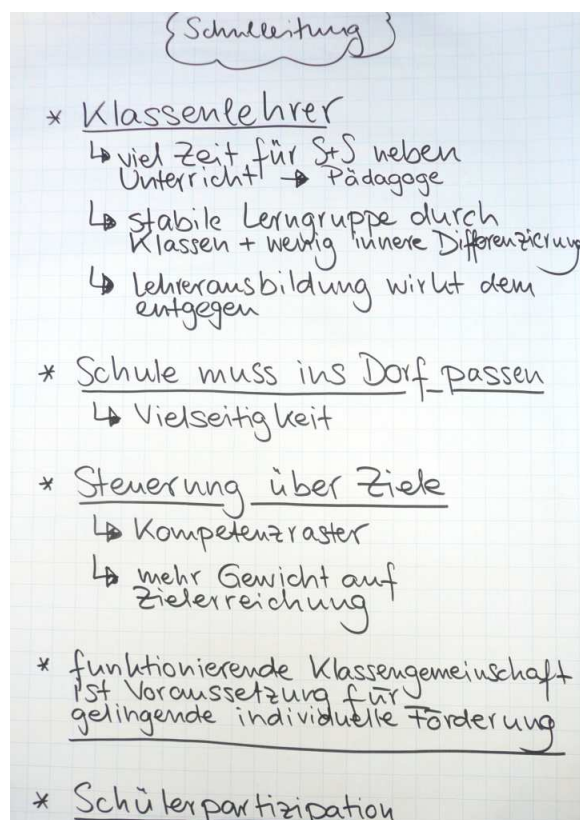 Schulleitung
* Klassenlehrer
↳ viel Zeit für S+S neben
Unterricht → Pädagoge
↳ stabile Lerngruppe durch
Klassen + wenig innere Differenzierung
↳ Lehrerausbildung wirkt dem
entgegen
* Schule muss ins Dorf passen
↳ Vielseitigkeit
* Steuerung über Ziele
↳ Kompetenzraster
↳ mehr Gewicht auf
Zielerreichung
* funktionierende Klassengemeinschaft
ist Voraussetzung für
gelingende individuelle Förderung
* Schülerpartizipation